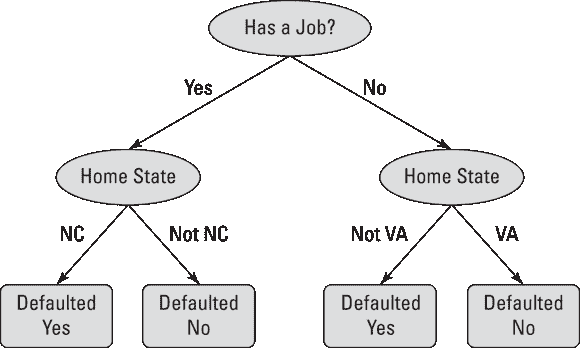 Has a Job?
Yes
No
Home State
Home State
NC
Not NC
Not VA
VA
Defaulted
Yes
Defaulted
No
Defaulted
Yes
Defaulted
No